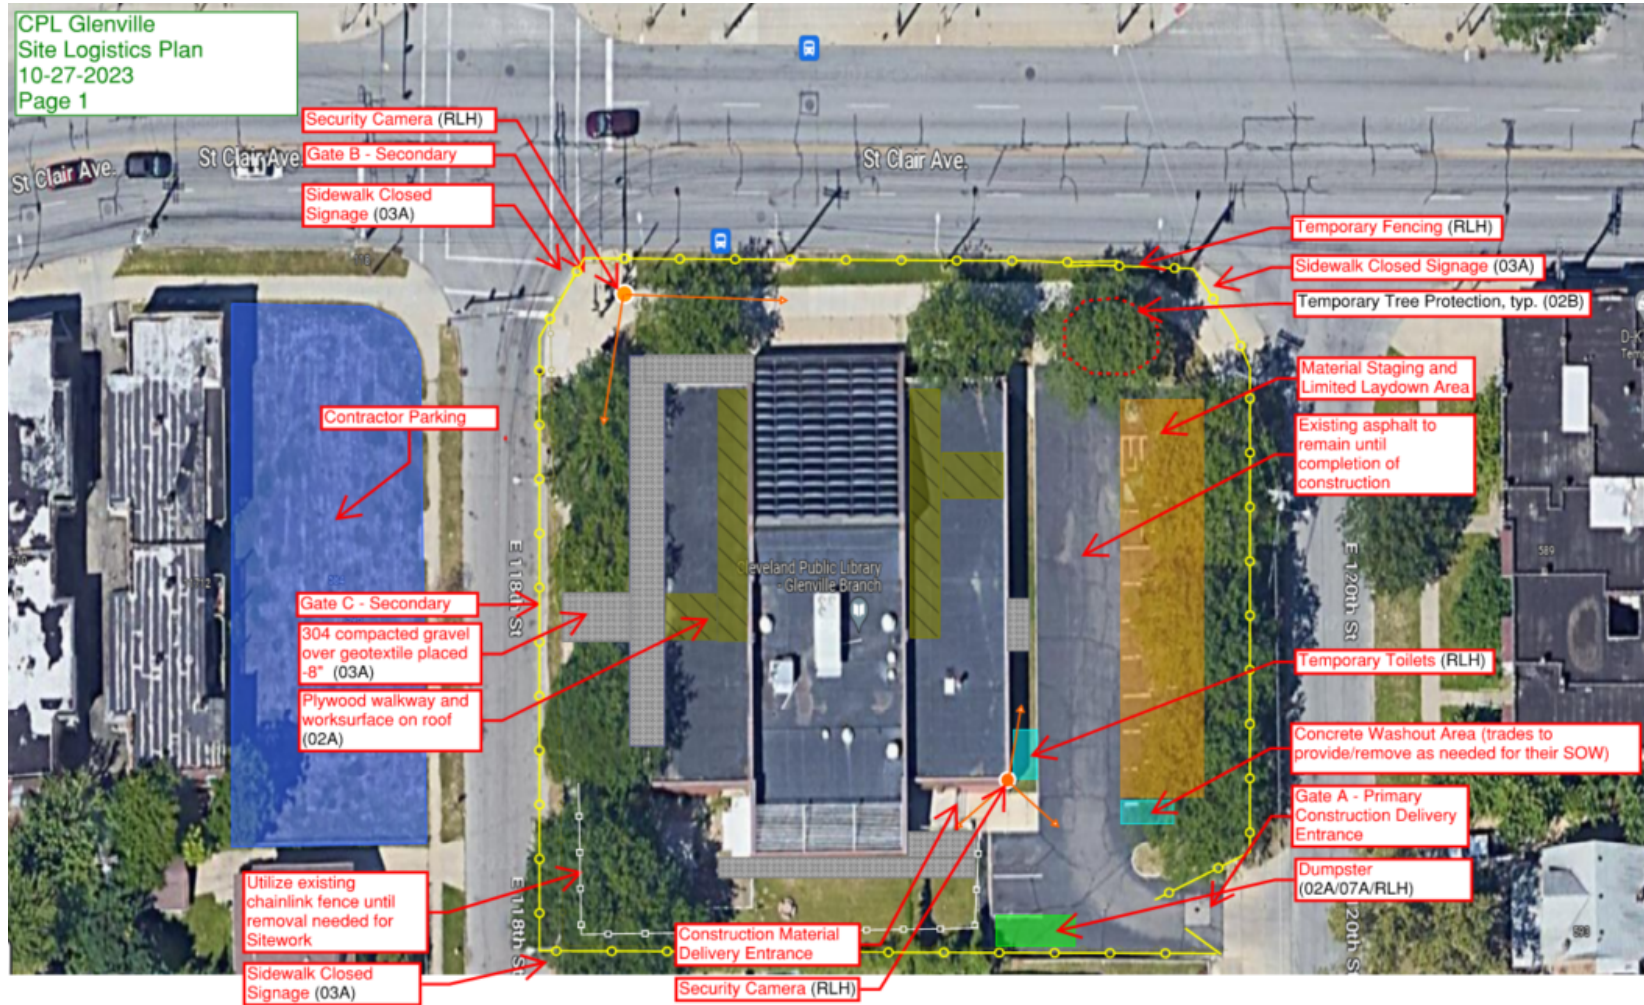 CPL Glenville
Site Logistics Plan
10-27-2023
Page 1
Security Camera (RLH)
Gate B - Secondary
Sidewalk Closed
Signage (03A)
St Clair Ave.
St Clair Ave.
St Clair Ave.
Temporary Fencing (RLH)
Sidewalk Closed Signage (03A)
Temporary Tree Protection, typ. (02B)
Material Staging and
Limited Laydown Area
Contractor Parking
Existing asphalt to
remain until
completion of
construction
E 118th St
E 120th St
589
Cleveland Public Library
- Glenville Branch
Gate C - Secondary
304 compacted gravel
over geotextile placed
-8" (03A)
Plywood walkway and
worksurface on roof
(02A)
Temporary Toilets (RLH)
Concrete Washout Area (trades to
provide/remove as needed for their SOW)
Gate A - Primary
Construction Delivery
Entrance
Dumpster
(02A/07A/RLH)
Utilize existing
chainlink fence until
removal needed for
Sitework
E 118th St
120th S
593
Construction Material
Delivery Entrance
Sidewalk Closed
Signage (03A)
Security Camera (RLH)